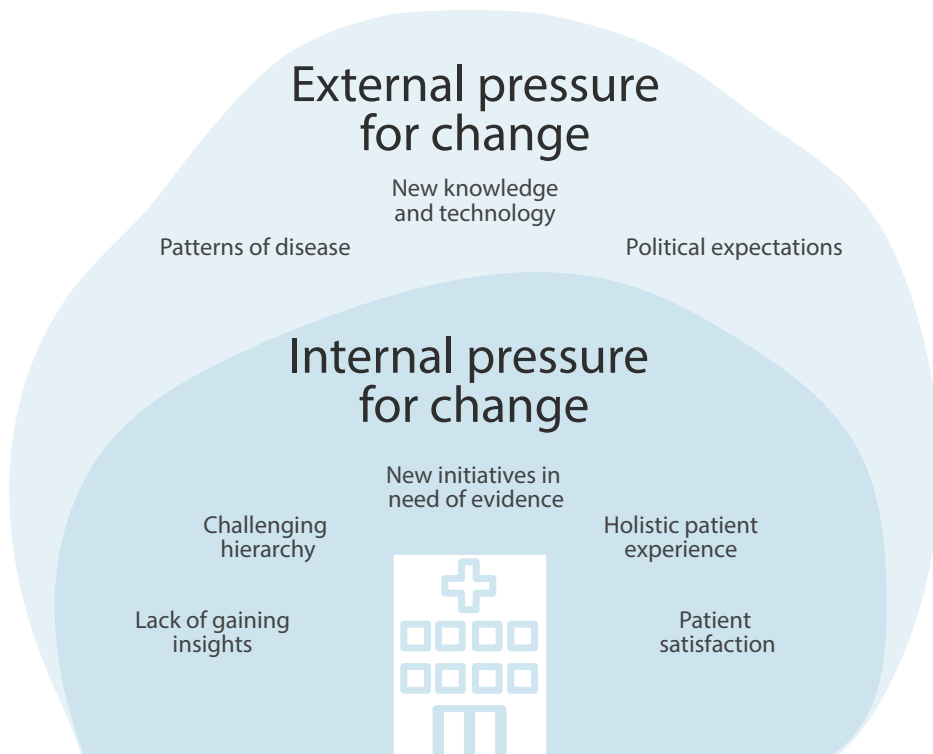 External pressure
for change
New knowledge
and technology
Patterns of disease
Political expectations
Internal pressure
for change
New initiatives in
need of evidence
Challenging
hierarchy
Holistic patient
experience
Lack of gaining
insights
Patient
satisfaction